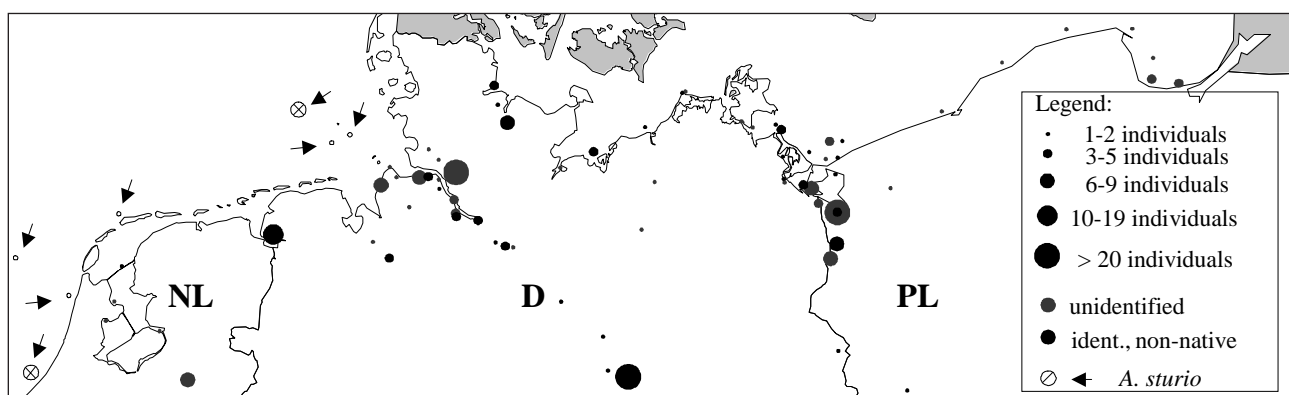 NL
D
PL
Legend:
1-2 individuals
3-5 individuals
6-9 individuals
10-19 individuals
> 20 individuals
unidentified
ident., non-native
A. sturio